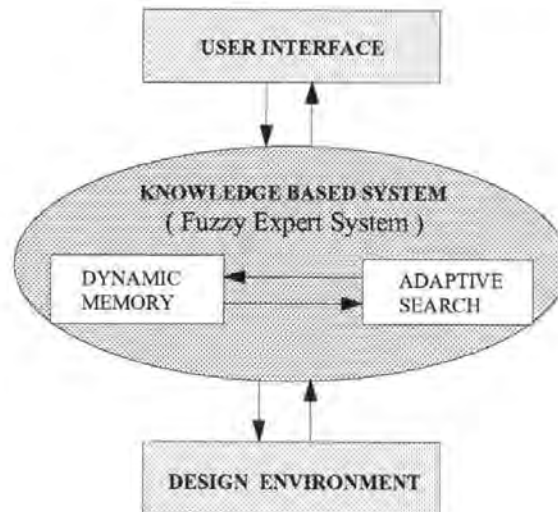 USER INTERFACE
KNOWLEDGE BASED SYSTEM
( Fuzzy Expert System )
DYNAMIC
MEMORY
ADAPTIVE
SEARCH
DESIGN ENVIRONMENT